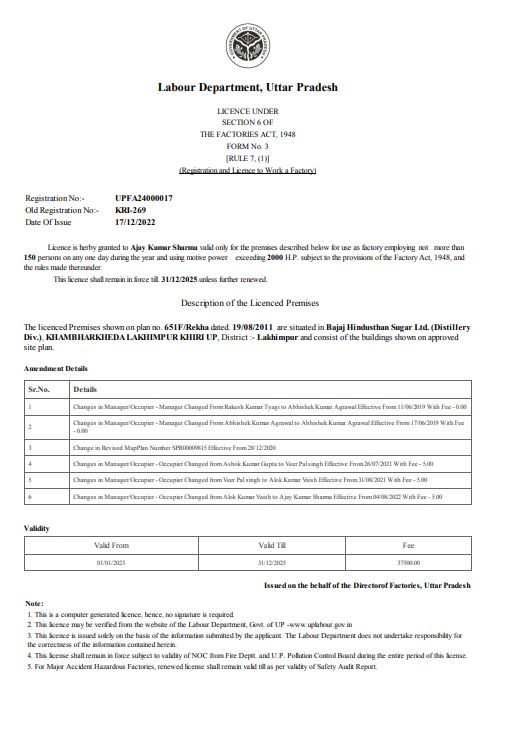 GOVERNMENT OF UTTAR PRADESH
Labour Department, Uttar Pradesh
LICENCE UNDER
SECTION 6 OF
THE FACTORIES ACT, 1948
FORM No. 3
[RULE 7, (1)]
(Registration and Licence to Work a Factory)
Registration No:- UPFA24000017
Old Registration No:- KRI-269
Date Of Issue 17/12/2022
Licence is herby granted to Ajay Kumar Sharma valid only for the premises described below for use as factory employing not more than
150 persons on any one day during the year and using motive power exceeding 2000 H.P. subject to the provisions of the Factory Act, 1948, and
the rules made thereunder.
This licence shall remain in force till 31/12/2025 unless further renewed.
Description of the Licenced Premises
The licenced Premises shown on plan no. 651F/Rekha dated. 19/08/2011 are situated in Bajaj Hindusthan Sugar Ltd. (Distillery
Div.), KHAMBHARKHEDA LAKHIMPUR KHIRI UP, District :- Lakhimpur and consist of the buildings shown on approved
site plan.
Amendment Details
Sr.No. Details
1 Changes in Manager/Occupier - Manager Changed From Rakesh Kumar Tyagi to Abhishek Kumar Agrawal Effective From 11/06/2019 With Fee - 0.00
2 Changes in Manager/Occupier - Manager Changed From Abhishek Kumar Agrawal to Abhishek Kumar Agrawal Effective From 17/06/2019 With Fee
- 0.00
3 Change in Revised MapPlan Number SPR00009815 Effective From 28/12/2020
4 Changes in Manager/Occupier - Occupier Changed from Ashok Kumar Gupta to Veer Pal singh Effective From 26/07/2021 With Fee - 5.00
5 Changes in Manager/Occupier - Occupier Changed from Veer Pal singh to Alok Kumar Vaish Effective From 31/08/2021 With Fee - 5.00
6 Changes in Manager/Occupier - Occupier Changed from Alok Kumar Vaish to Ajay Kumar Sharma Effective From 04/08/2022 With Fee - 5.00
Validity
Valid From Valid Till Fee
01/01/2023 31/12/2025 37500.00
Issued on the behalf of the Directorof Factories, Uttar Pradesh
Note:
1. This is a computer generated licence, hence, no signature is required.
2. This licence may be verified from the website of the Labour Department, Govt. of UP -www.uplabour.gov.in
3. This licence is issued solely on the basis of the information submitted by the applicant. The Labour Department does not undertake responsibility for
the correctness of the information contained herein.
4. This licence shall remain in force subject to validity of NOC from Fire Deptt. and U.P. Pollution Control Board during the entire period of this license.
5. For Major Accident Hazardous Factories, renewed license shall remain valid till as per validity of Safety Audit Report.